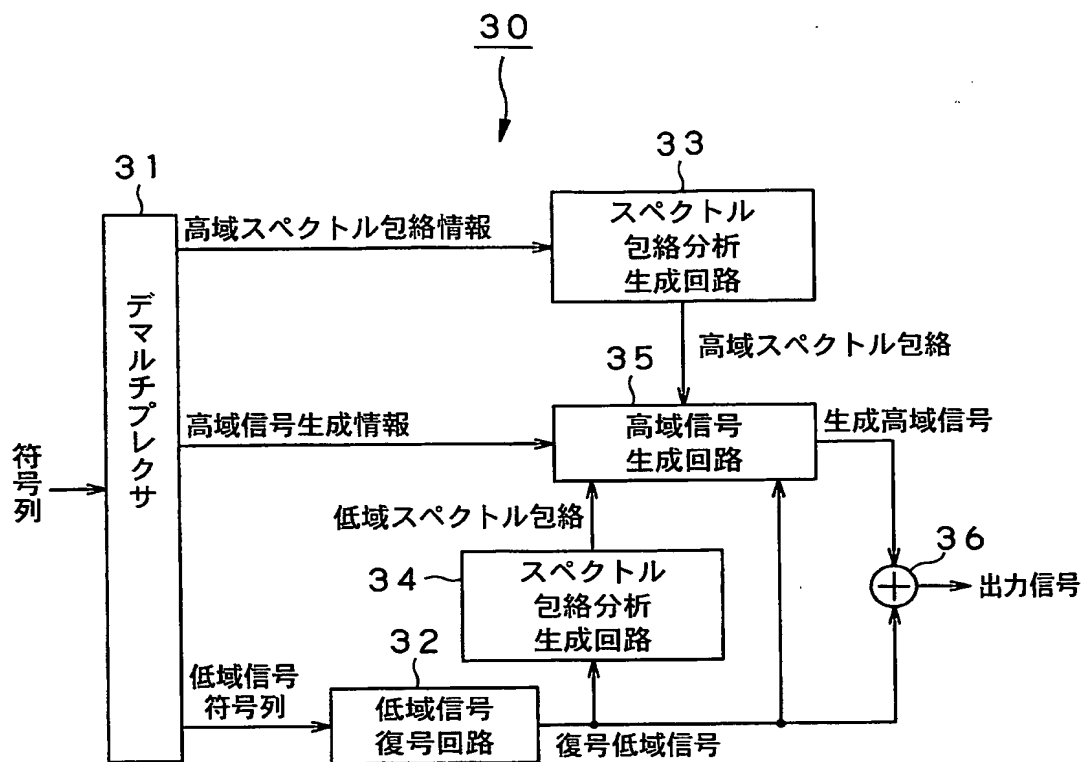 30
31
デマルチプレクサ
符号列
高域スペクトル包絡情報
33
スペクトル
包絡分析
生成回路
高域スペクトル包絡
高域信号生成情報
35
高域信号
生成回路
生成高域信号
低域スペクトル包絡
34
スペクトル
包絡分析
生成回路
36
出力信号
低域信号
符号列
32
低域信号
復号回路
復号低域信号